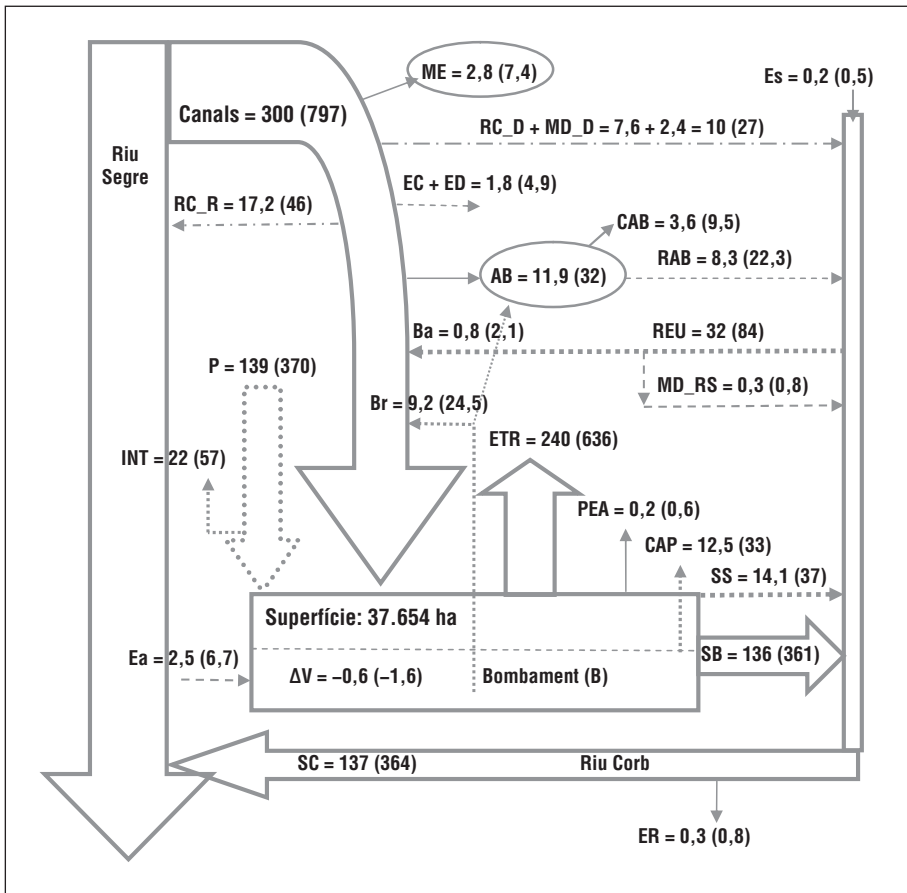 ME = 2,8 (7,4)
Es = 0,2 (0,5)
Canals = 300 (797)
RC_D + MD_D = 7,6 + 2,4 = 10 (27)
Riu
Segre
EC + ED = 1,8 (4,9)
RC_R = 17,2 (46)
CAB = 3,6 (9,5)
RAB = 8,3 (22,3)
AB = 11,9 (32)
Ba = 0,8 (2,1)
REU = 32 (84)
P = 139 (370)
MD_RS = 0,3 (0,8)
Br = 9,2 (24,5)
ETR = 240 (636)
INT = 22 (57)
PEA = 0,2 (0,6)
CAP = 12,5 (33)
SS = 14,1 (37)
Superfície: 37.654 ha
Ea = 2,5 (6,7)
SB = 136 (361)
ΔV = −0,6 (−1,6)
Bombament (B)
SC = 137 (364)
Riu Corb
ER = 0,3 (0,8)